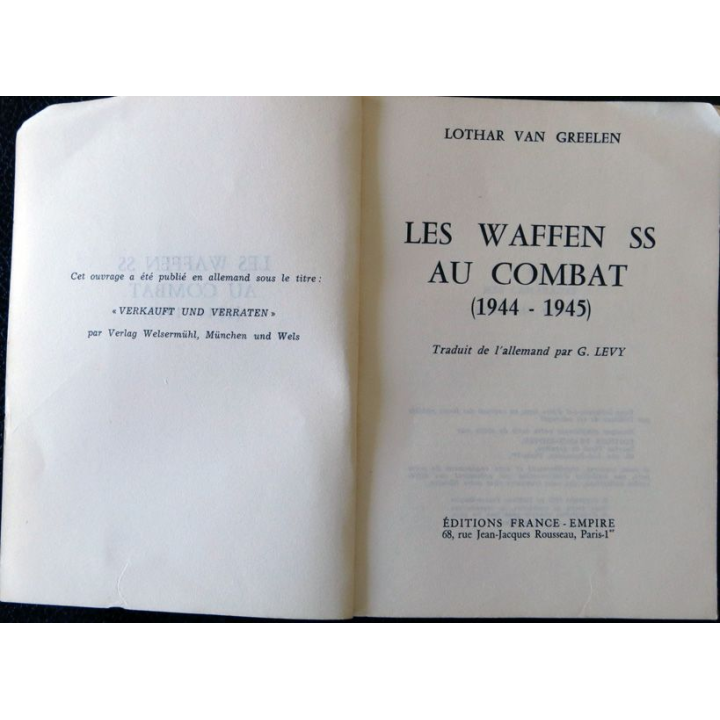 Cet ouvrage a été publié en allemand sous le titre :
« VERKAUFT UND VERRATEN »
par Verlag Welsermühl, München und Wels
LOTHAR VAN GREELEN
LES WAFFEN SS
AU COMBAT
(1944 - 1945)
Traduit de l'allemand par G. LEVY
ÉDITIONS FRANCE-EMPIRE
68, rue Jean-Jacques Rousseau, Paris-1er